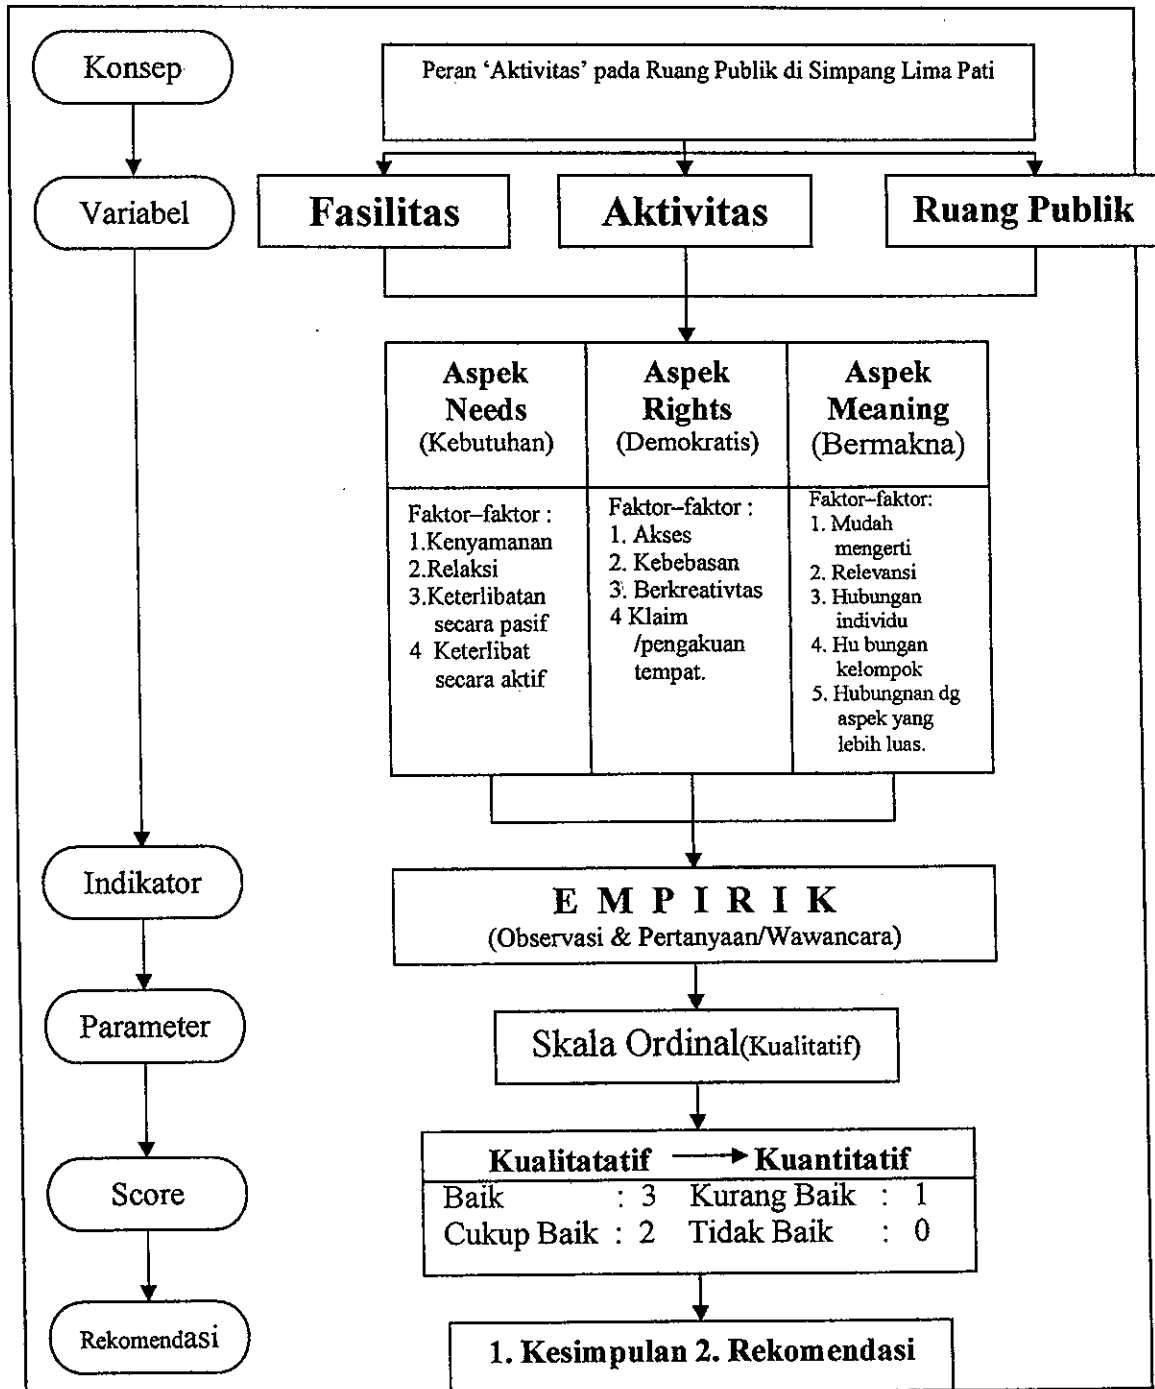 Konsep
Peran ‘Aktivitas’ pada Ruang Publik di Simpang Lima Pati
Variabel
Fasilitas
Aktivitas
Ruang Publik
Aspek
Needs
(Kebutuhan)
Aspek
Rights
(Demokratis)
Aspek
Meaning
(Bermakna)
Faktor–faktor :
1.Kenyamanan
2.Relaksi
3.Keterlibatan
secara pasif
4 Keterlibat
secara aktif
Faktor–faktor :
1. Akses
2. Kebebasan
3. Berkreativtas
4 Klaim
/pengakuan
tempat.
Faktor–faktor:
1. Mudah
mengerti
2. Relevansi
3. Hubungan
individu
4. Hu bungan
kelompok
5. Hubungnan dg
aspek yang
lebih luas.
Indikator
E M P I R I K
(Observasi & Pertanyaan/Wawancara)
Parameter
Skala Ordinal(Kualitatif)
Score
Kualitatatif Kuantitatif
Baik : 3 Kurang Baik : 1
Cukup Baik : 2 Tidak Baik : 0
Rekomendasi
1. Kesimpulan 2. Rekomendasi